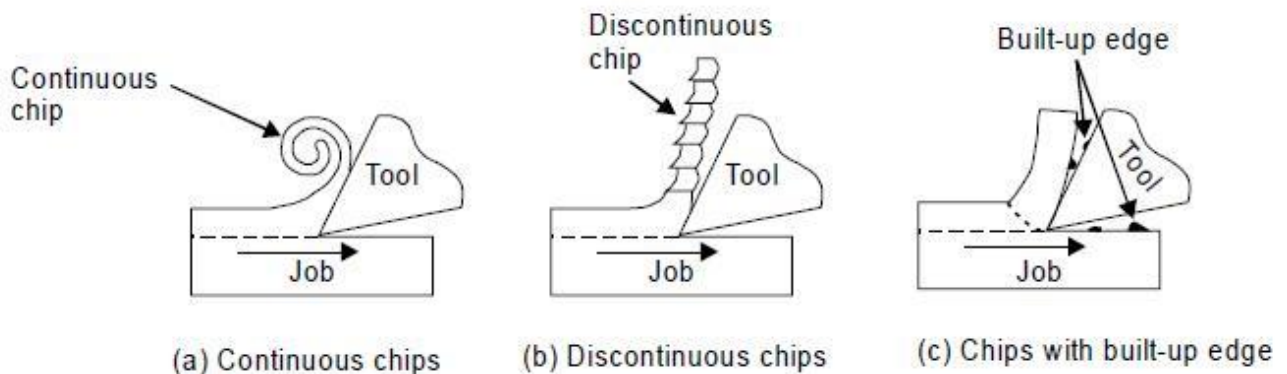 Continuous
chip
Tool
Job
(a) Continuous chips
Discontinuous
chip
Tool
Job
(b) Discontinuous chips
Built-up edge
Tool
Job
(c) Chips with built-up edge